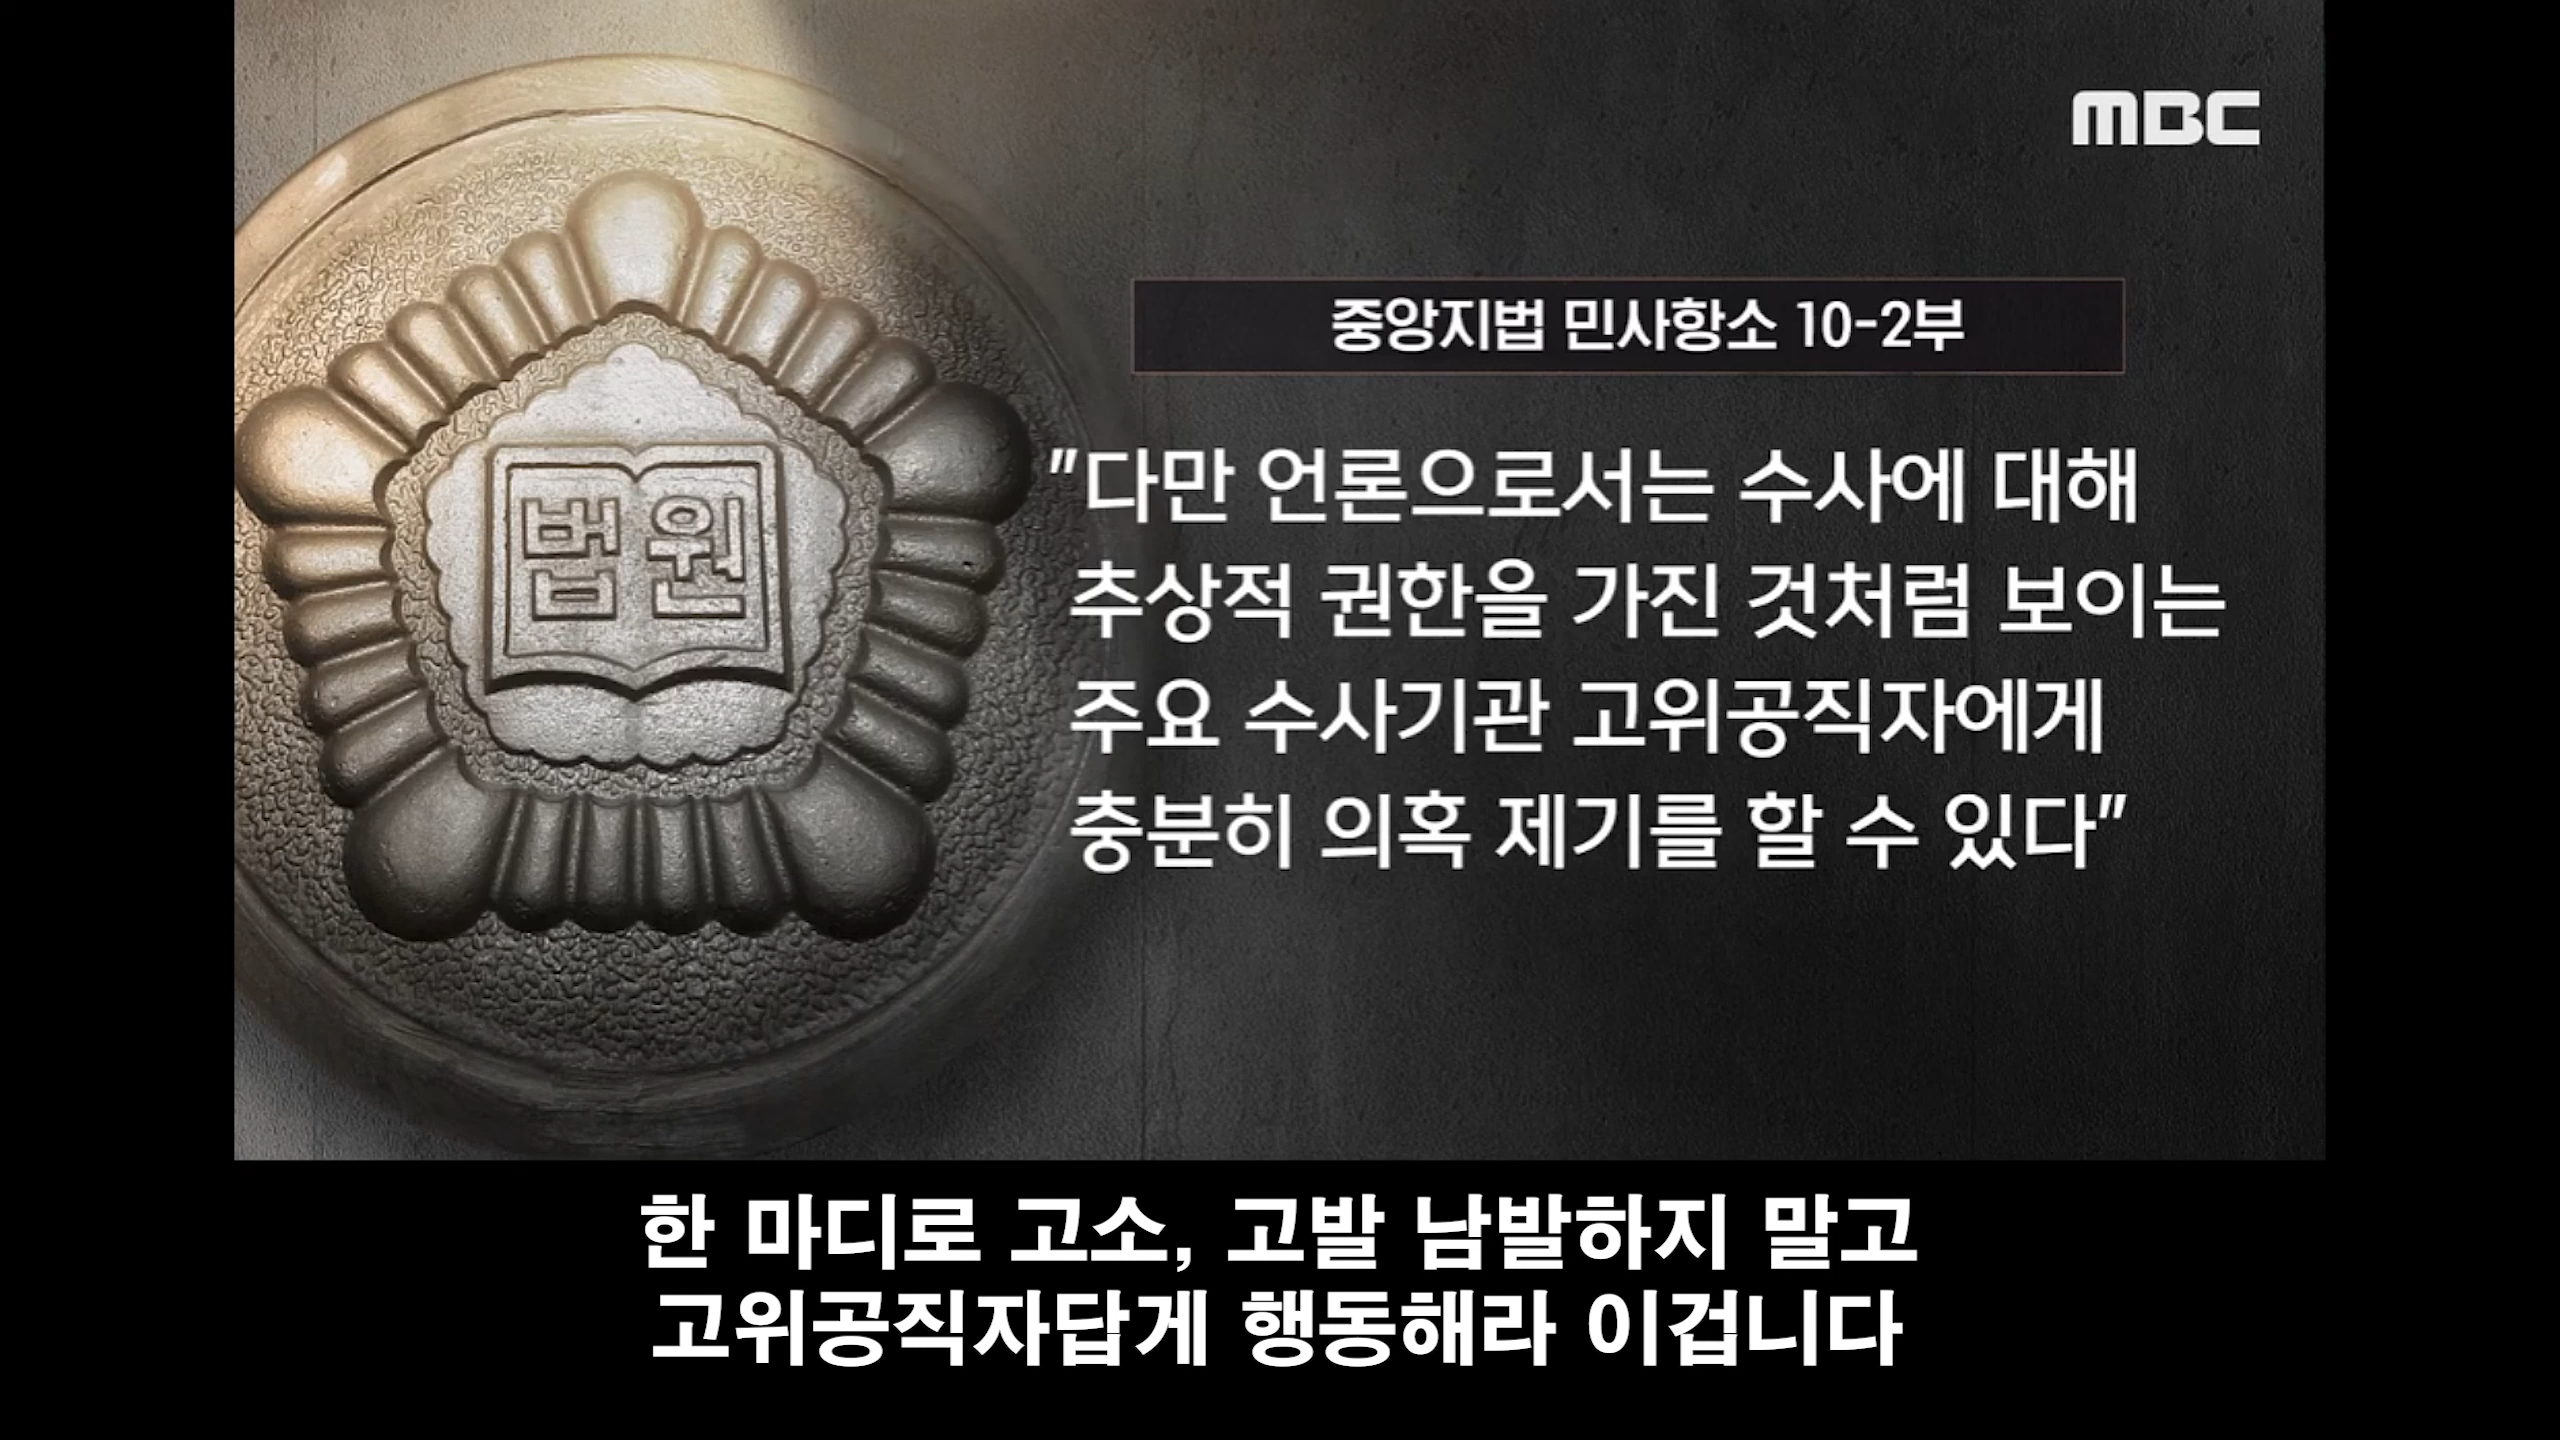 MBC
법원
중앙지법 민사항소 10-2부
"다만 언론으로서는 수사에 대해
추상적 권한을 가진 것처럼 보이는
주요 수사기관 고위공직자에게
충분히 의혹 제기를 할 수 있다"
한 마디로 고소, 고발 남발하지 말고
고위공직자답게 행동해라 이겁니다